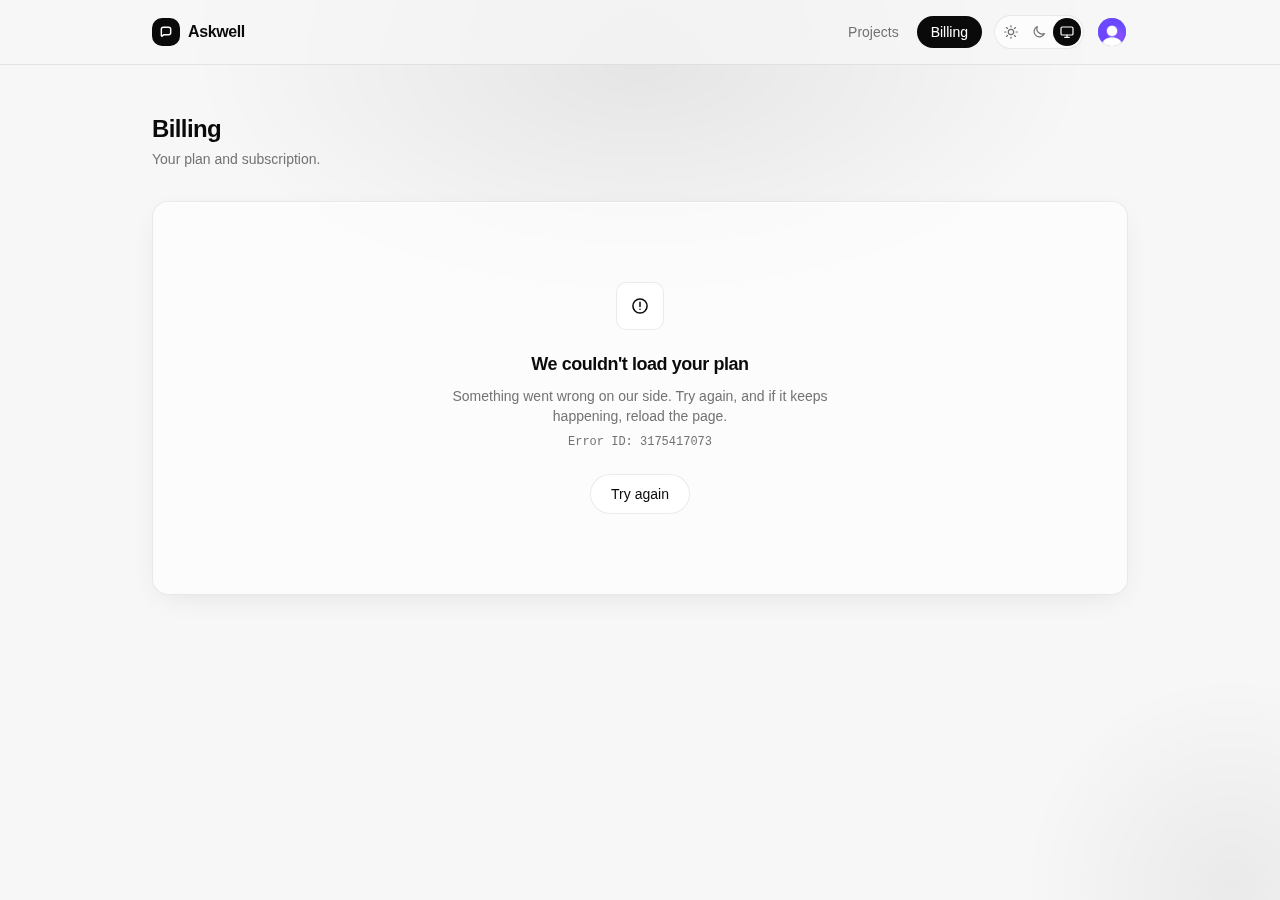 Askwell
Projects
Billing
Billing
Your plan and subscription.
We couldn't load your plan
Something went wrong on our side. Try again, and if it keeps
happening, reload the page.
Error ID: 3175417073
Try again